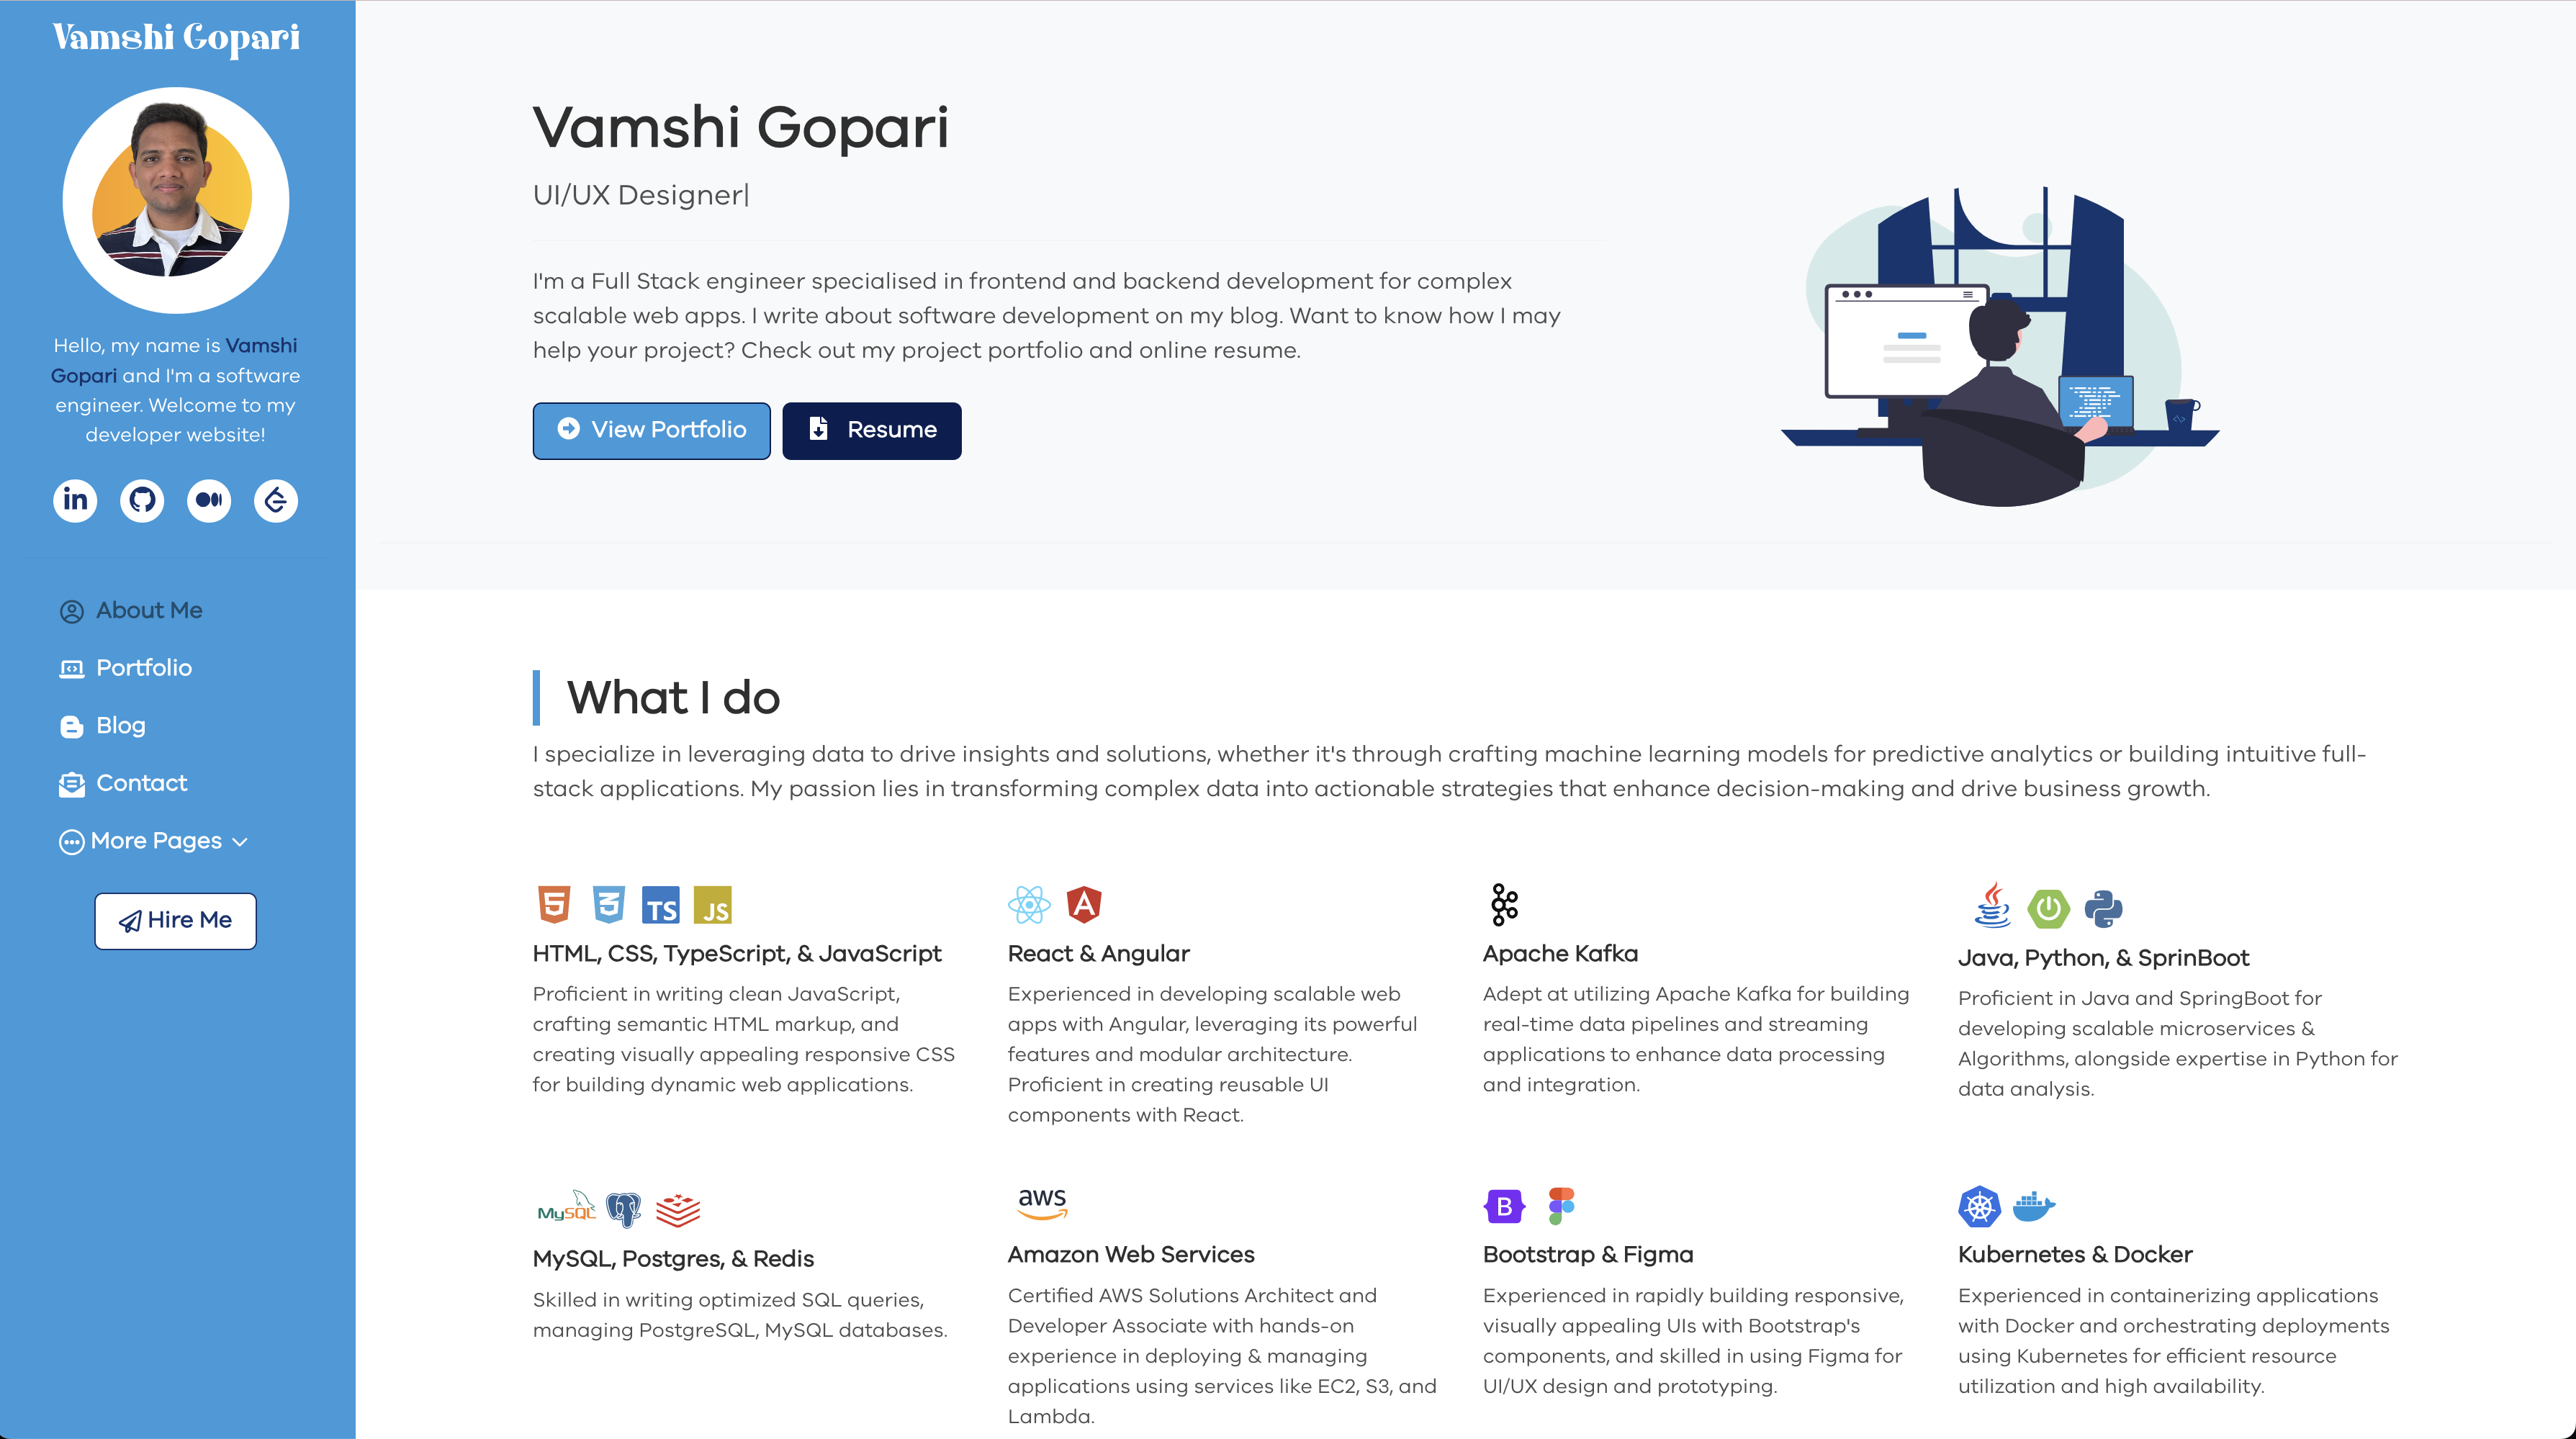 Vamshi Gopari
Hello, my name is Vamshi
Gopari and I'm a software
engineer. Welcome to my
developer website!
in
About Me
Portfolio
Blog
Contact
More Pages
Hire Me
Vamshi Gopari
UI/UX Designer|
I'm a Full Stack engineer specialised in frontend and backend development for complex
scalable web apps. I write about software development on my blog. Want to know how I may
help your project? Check out my project portfolio and online resume.
View Portfolio
Resume
What I do
I specialize in leveraging data to drive insights and solutions, whether it's through crafting machine learning models for predictive analytics or building intuitive full-
stack applications. My passion lies in transforming complex data into actionable strategies that enhance decision-making and drive business growth.
5 3 TS JS
HTML, CSS, TypeScript, & JavaScript
Proficient in writing clean JavaScript,
crafting semantic HTML markup, and
creating visually appealing responsive CSS
for building dynamic web applications.
A
React & Angular
Experienced in developing scalable web
apps with Angular, leveraging its powerful
features and modular architecture.
Proficient in creating reusable UI
components with React.
Apache Kafka
Adept at utilizing Apache Kafka for building
real-time data pipelines and streaming
applications to enhance data processing
and integration.
Java, Python, & SprinBoot
Proficient in Java and SpringBoot for
developing scalable microservices &
Algorithms, alongside expertise in Python for
data analysis.
MySQL
MySQL, Postgres, & Redis
Skilled in writing optimized SQL queries,
managing PostgreSQL, MySQL databases.
aws
Amazon Web Services
Certified AWS Solutions Architect and
Developer Associate with hands-on
experience in deploying & managing
applications using services like EC2, S3, and
Lambda.
B
Bootstrap & Figma
Experienced in rapidly building responsive,
visually appealing UIs with Bootstrap's
components, and skilled in using Figma for
UI/UX design and prototyping.
Kubernetes & Docker
Experienced in containerizing applications
with Docker and orchestrating deployments
using Kubernetes for efficient resource
utilization and high availability.